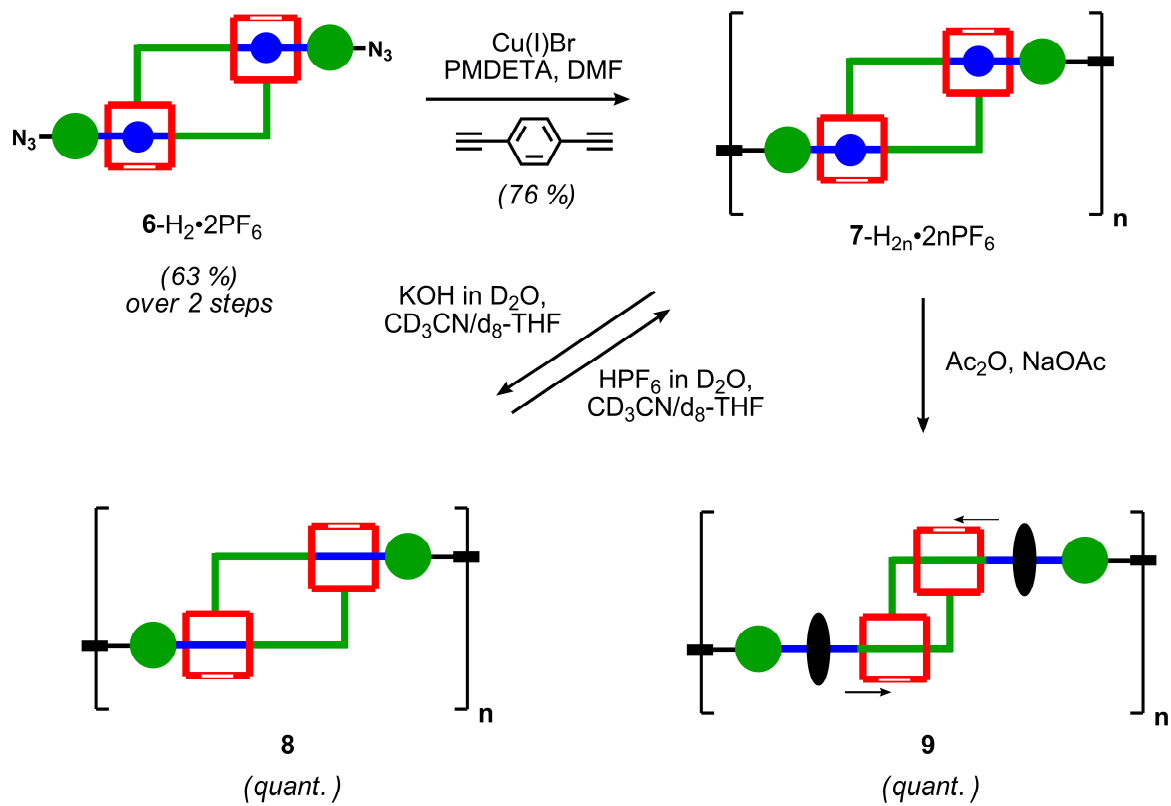 N3
N3
Cu(I)Br
PMDETA, DMF
(76 %)
6-H2•2PF6
(63 %)
over 2 steps
n
7-H2n•2nPF6
KOH in D2O,
CD3CN/d8-THF
HPF6 in D2O,
CD3CN/d8-THF
Ac2O, NaOAc
n
8
(quant. )
n
9
(quant. )